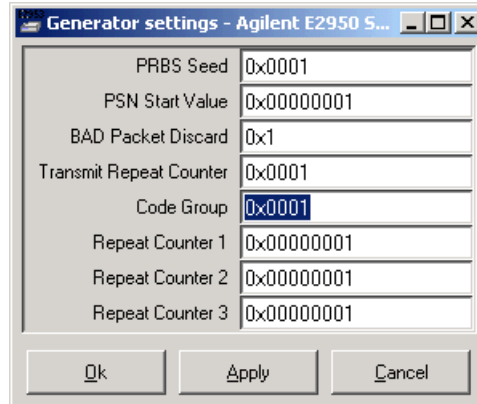 Generator settings - Agilent E2950 S...
PRBS Seed 0x0001
PSN Start Value 0x00000001
BAD Packet Discard 0x1
Transmit Repeat Counter 0x0001
Code Group 0x0001
Repeat Counter 1 0x00000001
Repeat Counter 2 0x00000001
Repeat Counter 3 0x00000001
Ok Apply Cancel